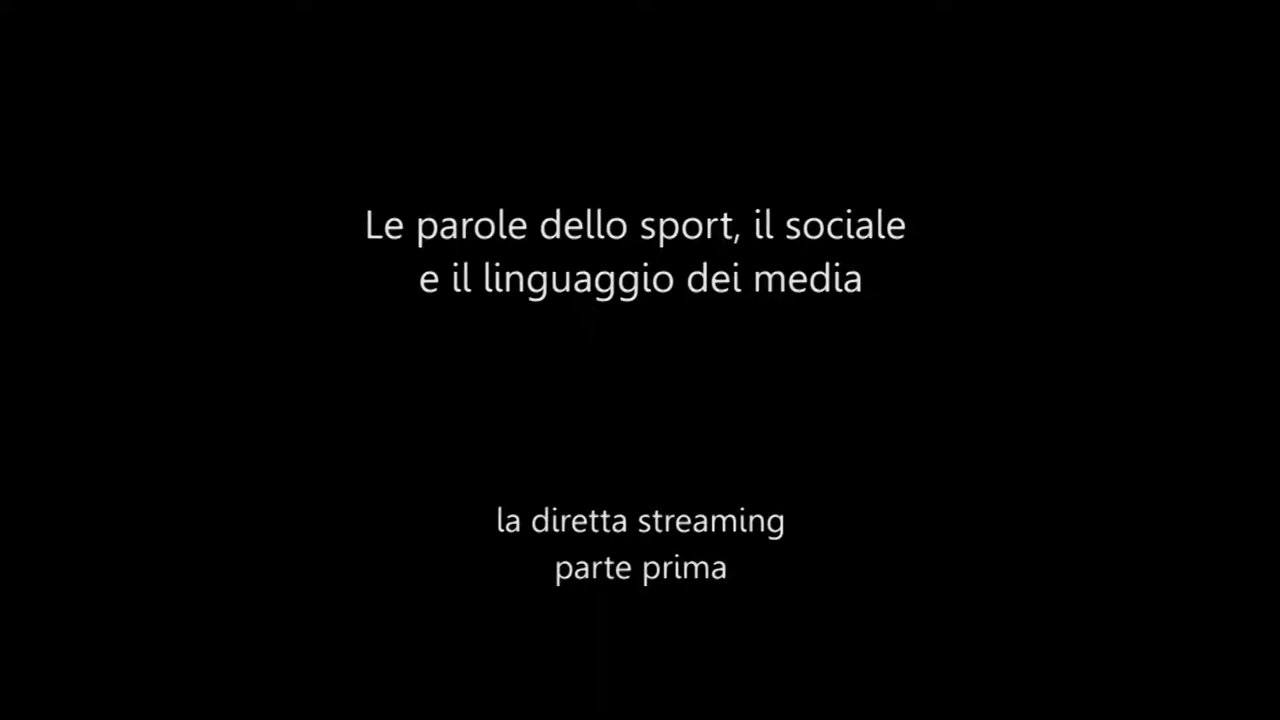 Le parole dello sport, il sociale
e il linguaggio dei media
la diretta streaming
parte prima